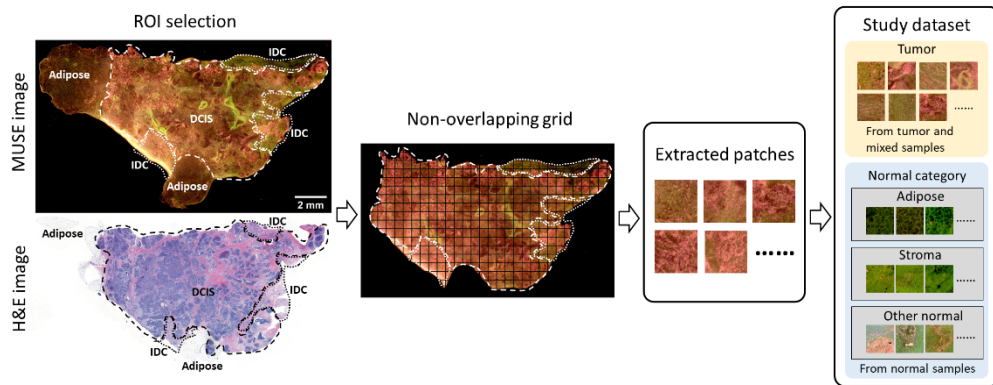 ROI selection
MUSE image
Adipose
IDC
DCIS
IDC
IDC
Adipose
2 mm
H&E image
Adipose
IDC
DCIS
IDC
IDC
Adipose
Non-overlapping grid
Extracted patches
......
Study dataset
Tumor
......
From tumor and
mixed samples
Normal category
Adipose
......
Stroma
......
Other normal
......
From normal samples